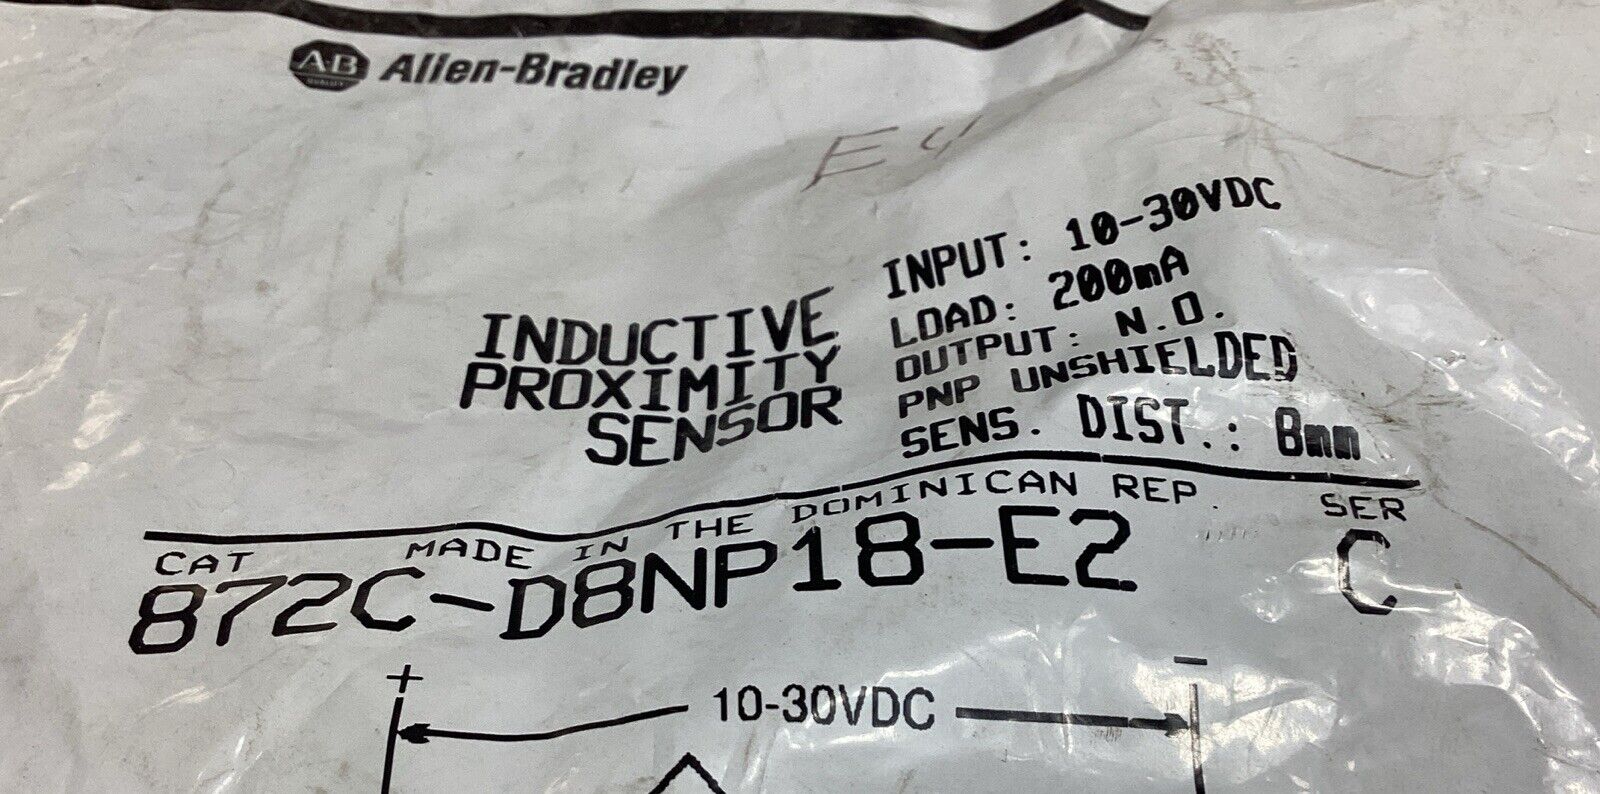 A-B
QUALITY
Allen-Bradley
E4
INDUCTIVE
PROXIMITY
SENSOR
INPUT: 10-30VDC
LOAD: 200mA
OUTPUT: N.O.
PNP UNSHIELDED
SENS. DIST.: 8mm
CAT MADE IN THE DOMINICAN REP. SER
872C-D8NP18-E2 C
+ -
10-30VDC